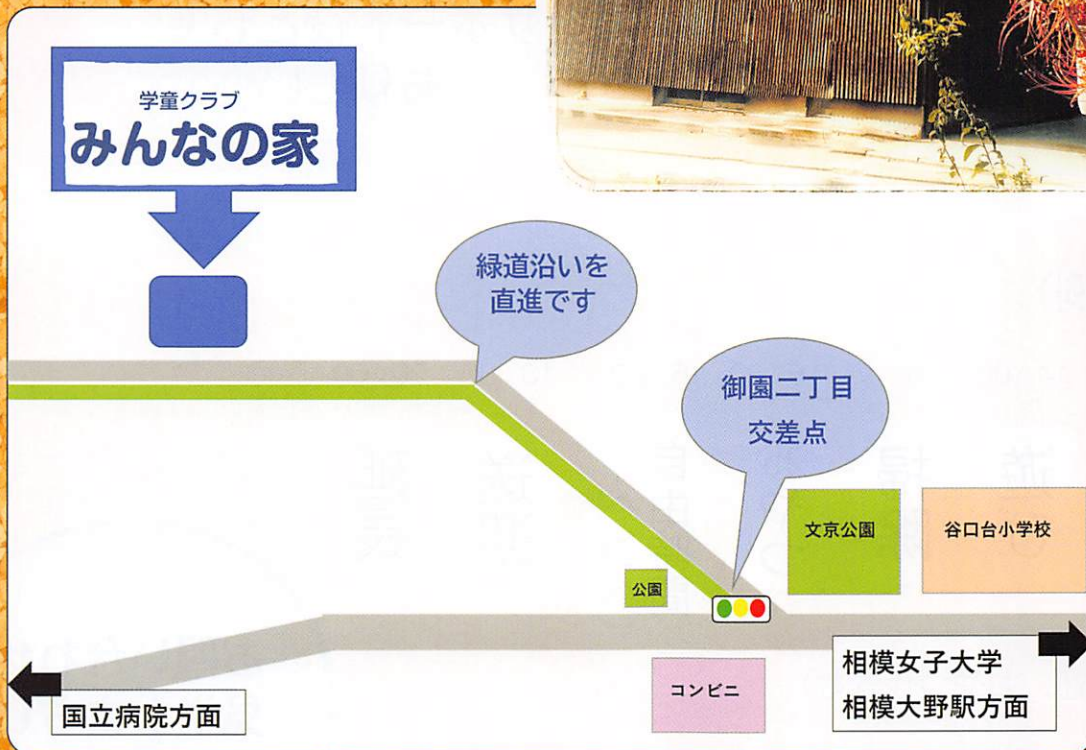 学童クラブ
みんなの家
緑道沿いを
直進です
御園二丁目
交差点
文京公園
谷口台小学校
公園
コンビニ
相模女子大学
相模大野駅方面
国立病院方面